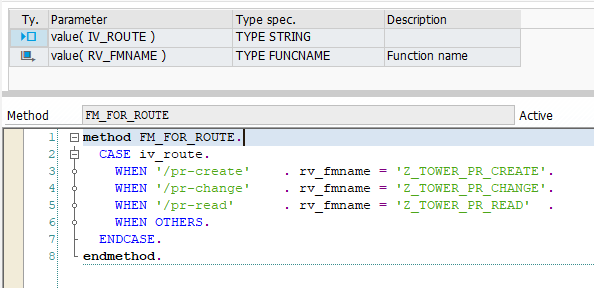 Ty. Parameter Type spec. Description
value( IV_ROUTE ) TYPE STRING
value( RV_FMNAME ) TYPE FUNCNAME Function name
Method FM_FOR_ROUTE Active
1 method FM_FOR_ROUTE.
2 CASE iv_route.
3 WHEN '/pr-create' . rv_fmname = 'Z_TOWER_PR_CREATE'.
4 WHEN '/pr-change' . rv_fmname = 'Z_TOWER_PR_CHANGE'.
5 WHEN '/pr-read' . rv_fmname = 'Z_TOWER_PR_READ' .
6 WHEN OTHERS.
7 ENDCASE.
8 endmethod.